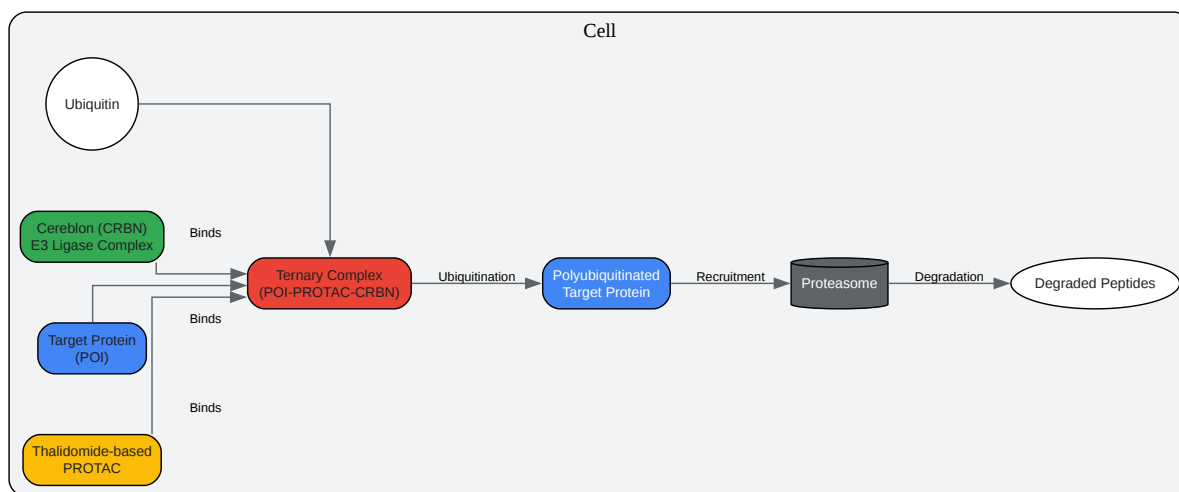 Cell
Ubiquitin
Cereblon (CRBN)
E3 Ligase Complex
Binds
Ternary Complex
(POI-PROTAC-CRBN)
Ubiquitination
Polyubiquitinated
Target Protein
Recruitment
Proteasome
Degradation
Degraded Peptides
Binds
Target Protein
(POI)
Binds
Thalidomide-based
PROTAC